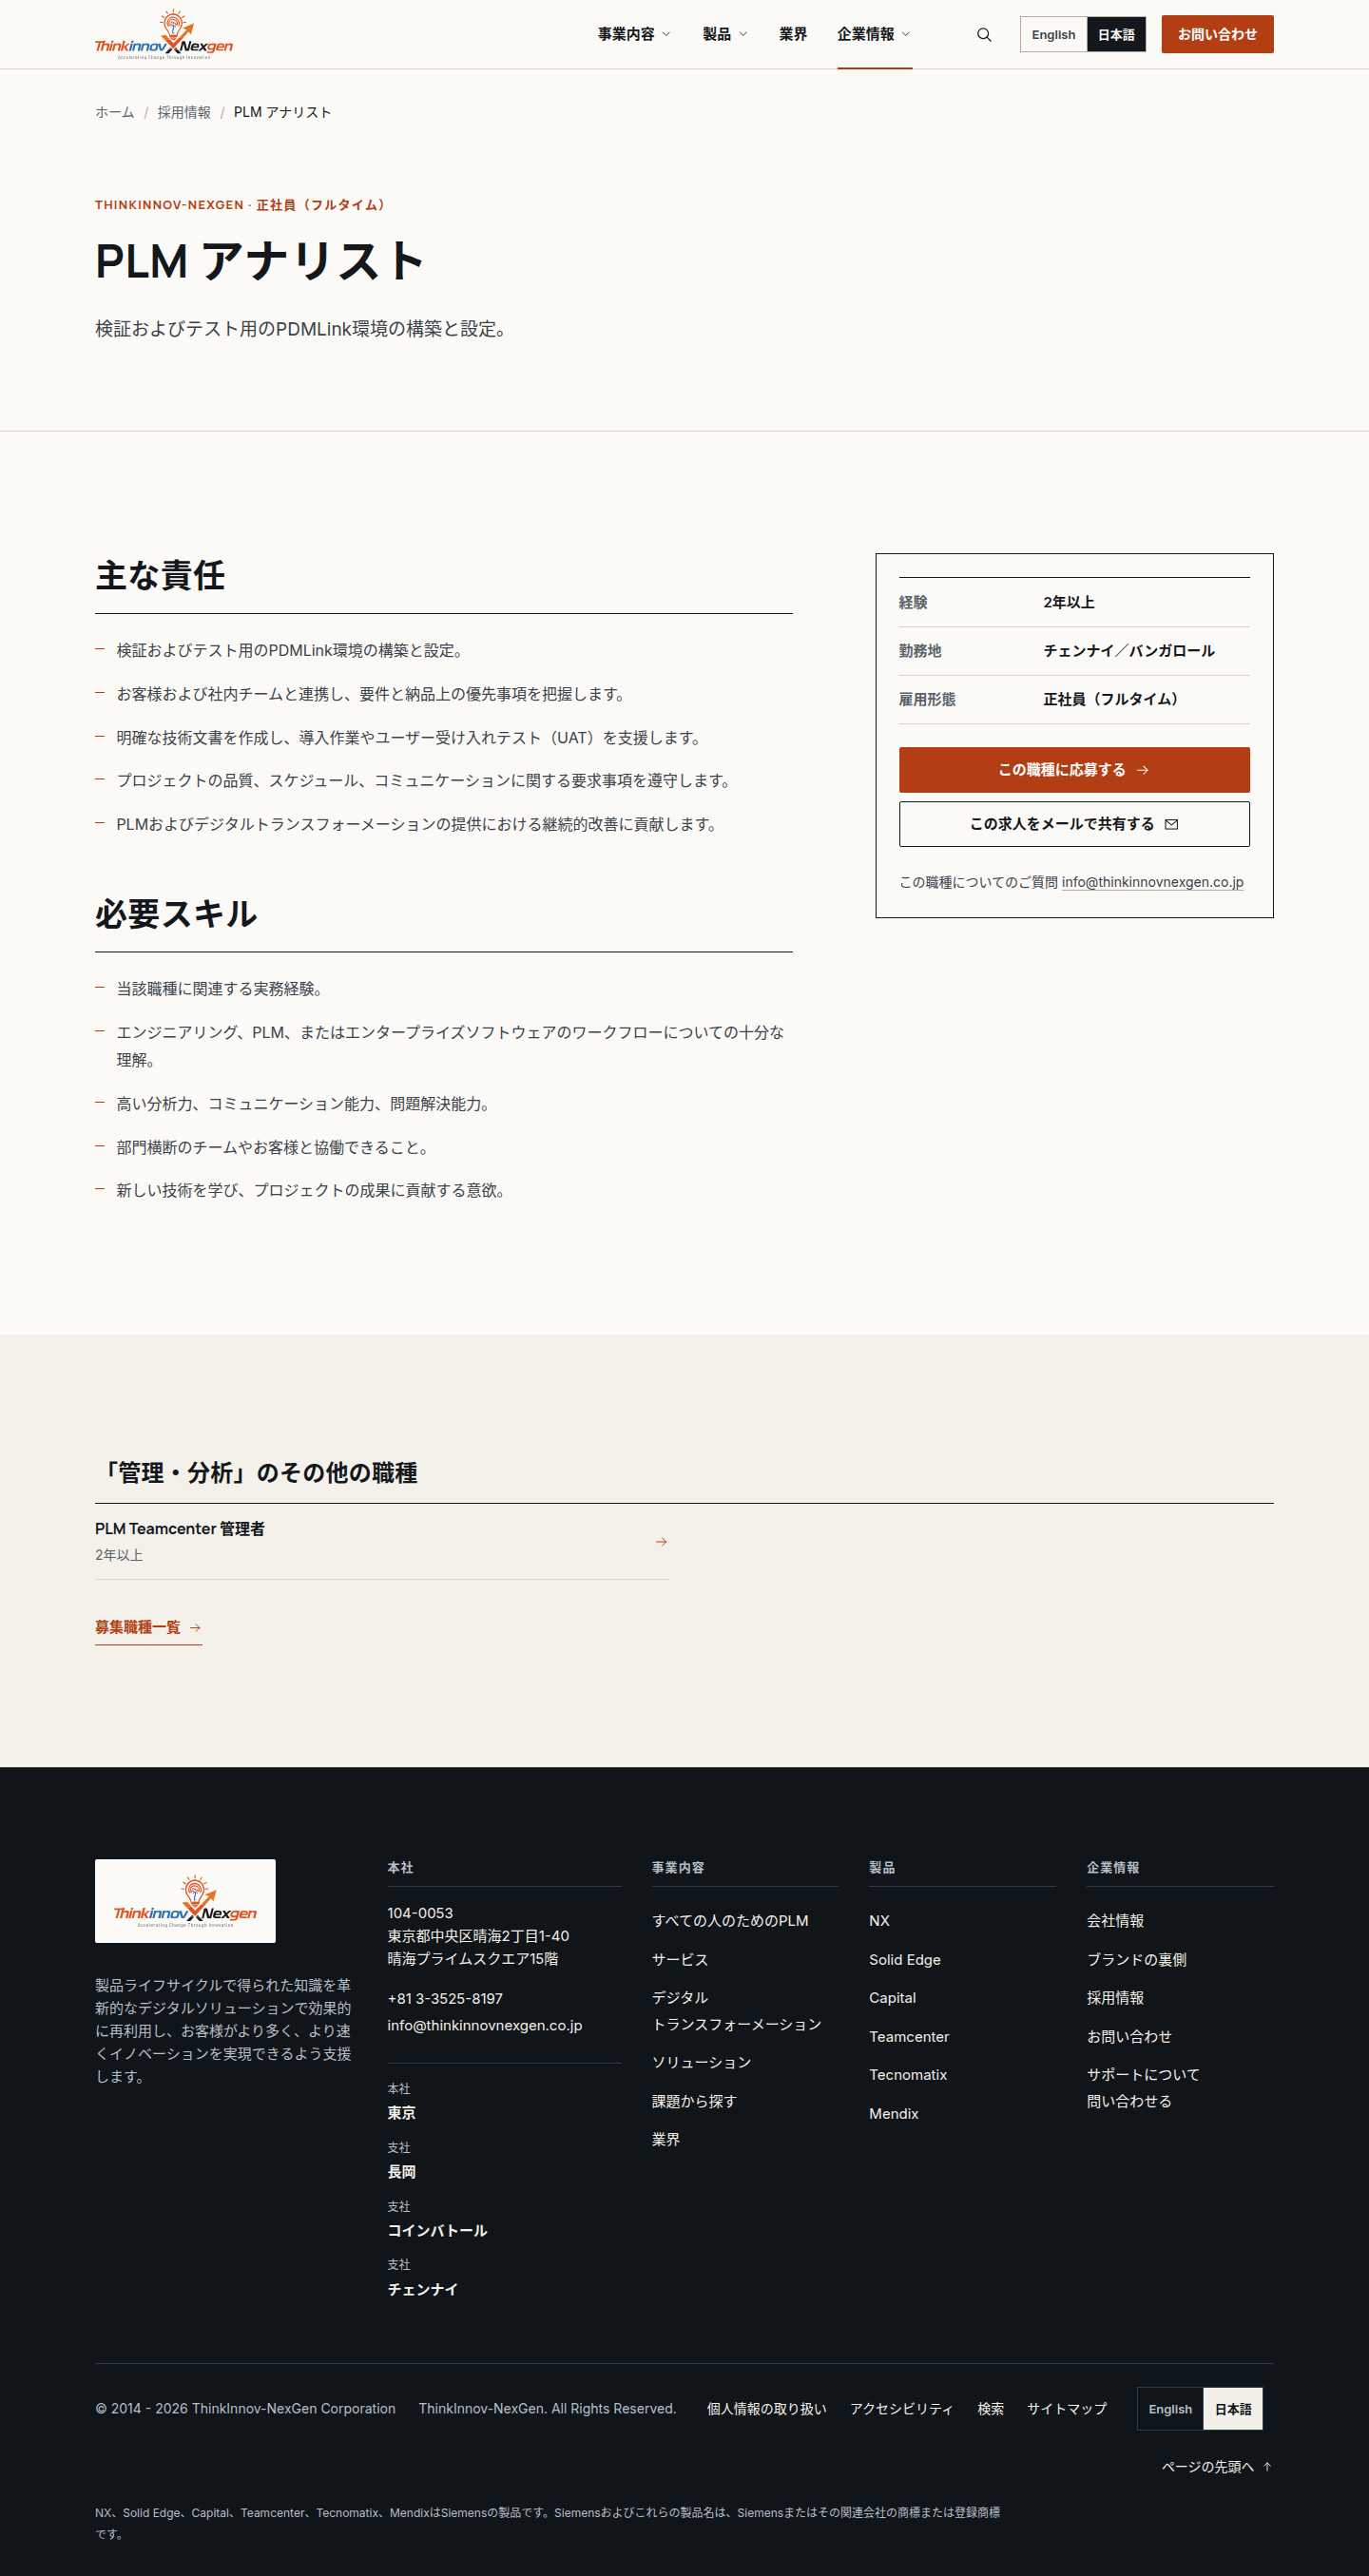 ThinkinnovXNexgen
Accelerating Change Through Innovation
事業内容
製品
業界
企業情報
English
日本語
お問い合わせ
ホーム / 採用情報 / PLM アナリスト
THINKINNOV-NEXGEN · 正社員（フルタイム）
PLM アナリスト
検証およびテスト用のPDMLink環境の構築と設定。
主な責任
検証およびテスト用のPDMLink環境の構築と設定。
お客様および社内チームと連携し、要件と納品上の優先事項を把握します。
明確な技術文書を作成し、導入作業やユーザー受け入れテスト（UAT）を支援します。
プロジェクトの品質、スケジュール、コミュニケーションに関する要求事項を遵守します。
PLMおよびデジタルトランスフォーメーションの提供における継続的改善に貢献します。
必要スキル
当該職種に関連する実務経験。
エンジニアリング、PLM、またはエンタープライズソフトウェアのワークフローについての十分な
理解。
高い分析力、コミュニケーション能力、問題解決能力。
部門横断のチームやお客様と協働できること。
新しい技術を学び、プロジェクトの成果に貢献する意欲。
経験 2年以上
勤務地 チェンナイ／バンガロール
雇用形態 正社員（フルタイム）
この職種に応募する →
この求人をメールで共有する
この職種についてのご質問 info@thinkinnovnexgen.co.jp
「管理・分析」のその他の職種
PLM Teamcenter 管理者
2年以上
→
募集職種一覧 →
ThinkinnovXNexgen
Accelerating Change Through Innovation
製品ライフサイクルで得られた知識を革
新的なデジタルソリューションで効果的
に再利用し、お客様がより多く、より速
くイノベーションを実現できるよう支援
します。
本社
104-0053
東京都中央区晴海2丁目1-40
晴海プライムスクエア15階
+81 3-3525-8197
info@thinkinnovnexgen.co.jp
本社
東京
支社
長岡
支社
コインバトール
支社
チェンナイ
事業内容
すべての人のためのPLM
サービス
デジタル
トランスフォーメーション
ソリューション
課題から探す
業界
製品
NX
Solid Edge
Capital
Teamcenter
Tecnomatix
Mendix
企業情報
会社情報
ブランドの裏側
採用情報
お問い合わせ
サポートについて
問い合わせる
© 2014 - 2026 ThinkInnov-NexGen Corporation
ThinkInnov-NexGen. All Rights Reserved.
個人情報の取り扱い
アクセシビリティ
検索
サイトマップ
English
日本語
ページの先頭へ ↑
NX、Solid Edge、Capital、Teamcenter、Tecnomatix、MendixはSiemensの製品です。Siemensおよびこれらの製品名は、Siemensまたはその関連会社の商標または登録商標
です。